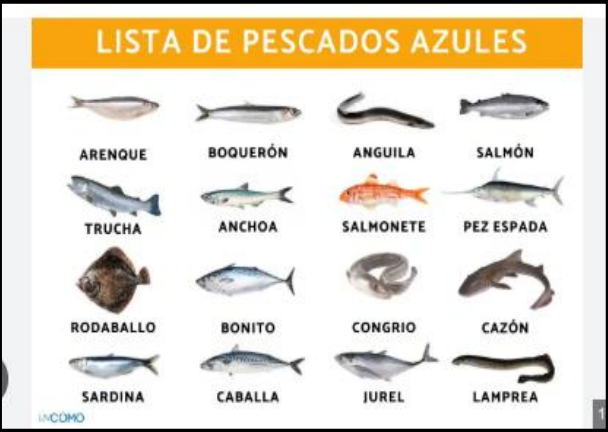 LISTA DE PESCADOS AZULES
ARENQUE BOQUERÓN ANGUILA SALMÓN
TRUCHA ANCHOA SALMONETE PEZ ESPADA
RODABALLO BONITO CONGRIO CAZÓN
SARDINA CABALLA JUREL LAMPREA
UNCOMO
1